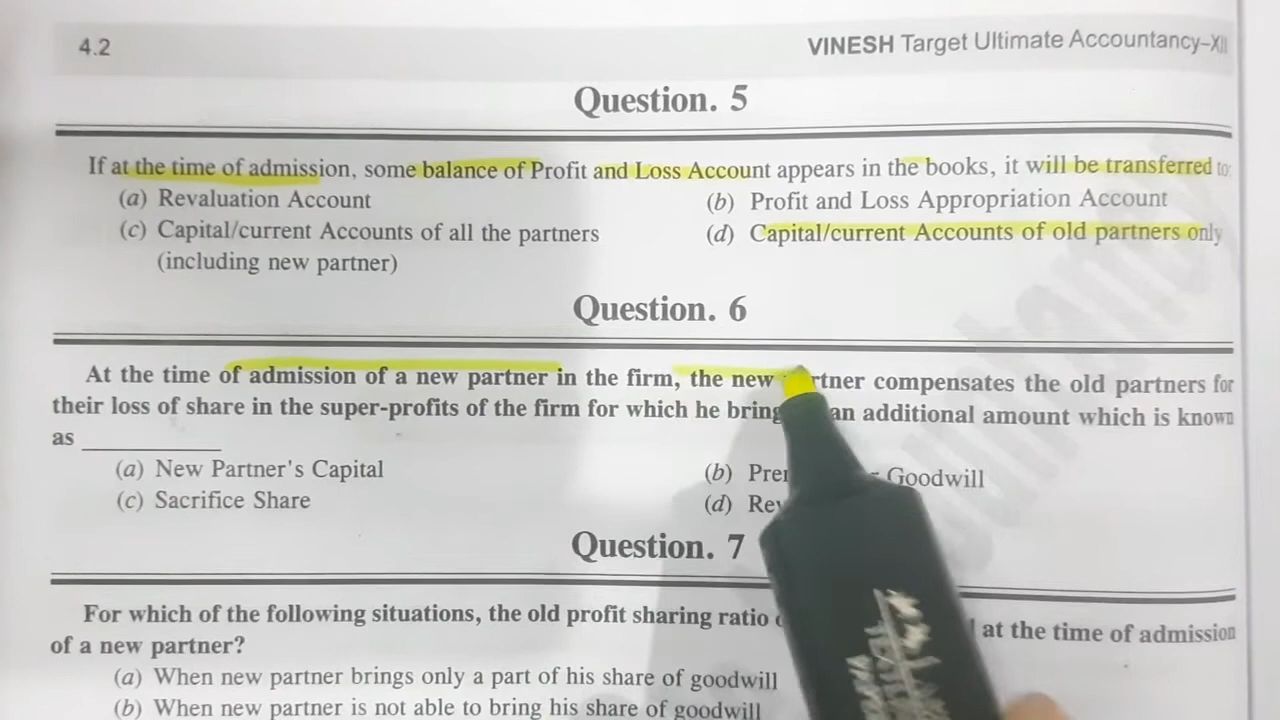 4.2
VINESH Target Ultimate Accountancy–XII
Question. 5
If at the time of admission, some balance of Profit and Loss Account appears in the books, it will be transferred to:
(a) Revaluation Account
(b) Profit and Loss Appropriation Account
(c) Capital/current Accounts of all the partners
(including new partner)
(d) Capital/current Accounts of old partners only
Question. 6
At the time of admission of a new partner in the firm, the new compensates the old partners for
their loss of share in the super-profits of the firm for which he an additional amount which is known
as
(a) New Partner's Capital
(b) Goodwill
(c) Sacrifice Share
(d)
Question. 7
For which of the following situations, the old profit sharing ratio at the time of admission
of a new partner?
(a) When new partner brings only a part of his share of goodwill
(b) When new partner is not able to bring his share of goodwill